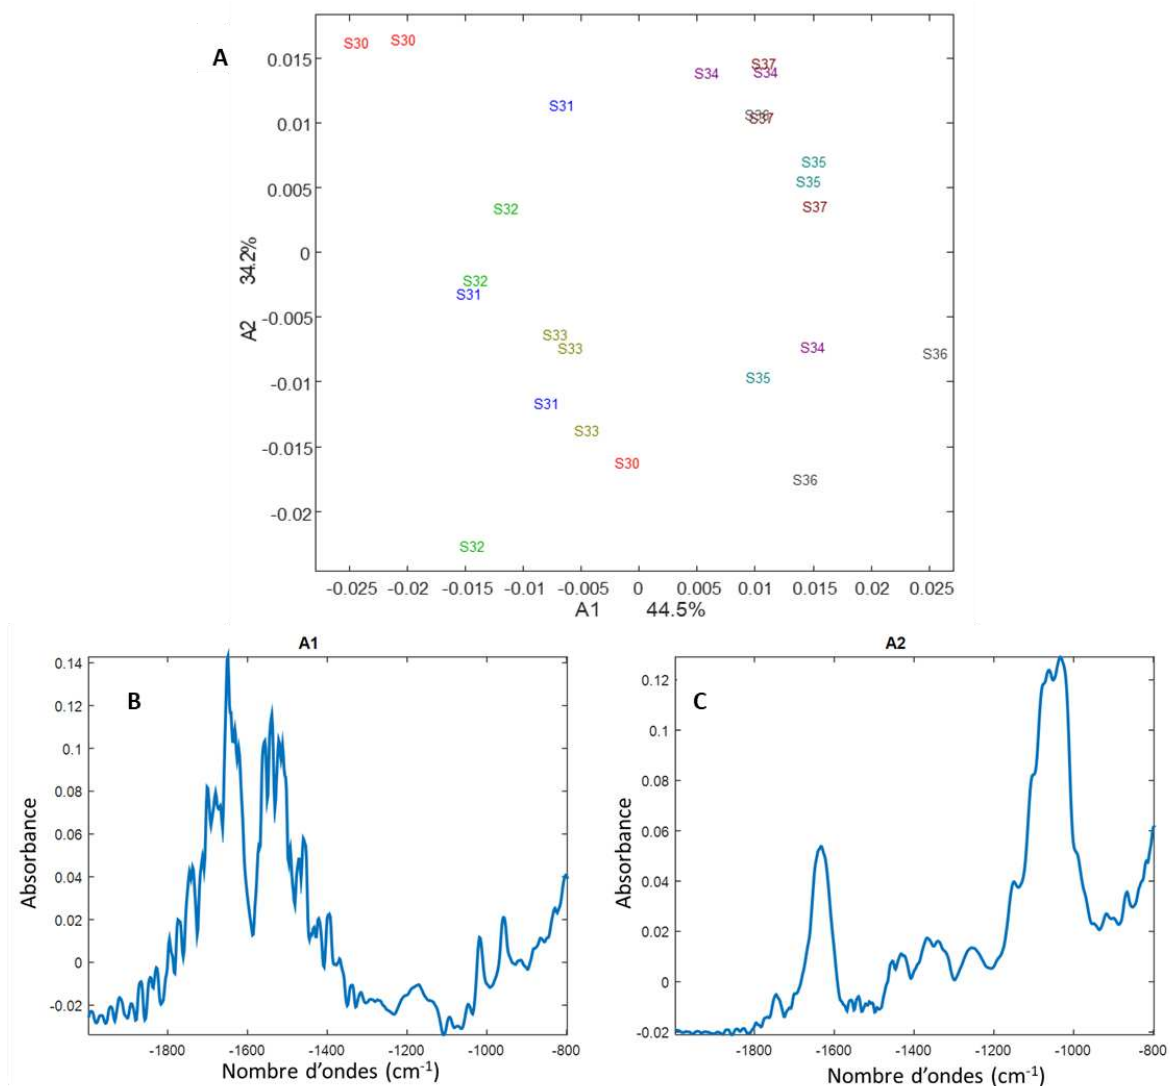 A
S30 S30
S37
S34 S34
S31
S36
S37
S35
S35
S32 S37
S32
S31
S33
S33
S34
S36
S35
S31
S33
S30
S36
S32
0.015
0.01
0.005
0
-0.005
-0.01
-0.015
-0.02
A2 34.2%
-0.025 -0.02 -0.015 -0.01 -0.005 0 0.005 0.01 0.015 0.02 0.025
A1 44.5%
A1
B
0.14
0.12
0.1
0.08
0.06
0.04
0.02
0
-0.02
Absorbance
-1800 -1600 -1400 -1200 -1000 -800
Nombre d'ondes (cm-1)
A2
C
0.12
0.1
0.08
0.06
0.04
0.02
0
-0.02
Absorbance
-1800 -1600 -1400 -1200 -1000 -800
Nombre d'ondes (cm-1)